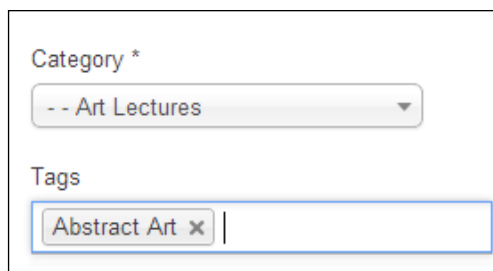 Category *
- - Art Lectures
Tags
Abstract Art ×